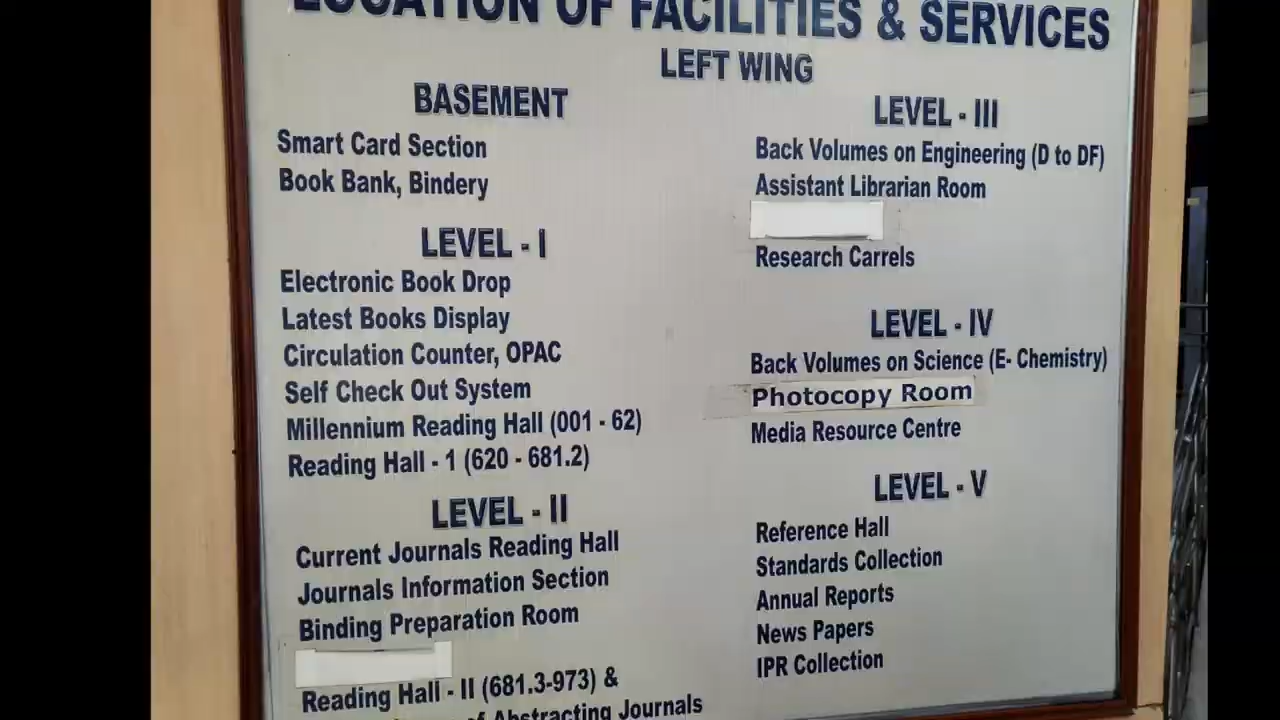 LOCATION OF FACILITIES & SERVICES
LEFT WING
BASEMENT
Smart Card Section
Book Bank, Bindery
LEVEL - I
Electronic Book Drop
Latest Books Display
Circulation Counter, OPAC
Self Check Out System
Millennium Reading Hall (001 - 62)
Reading Hall - 1 (620 - 681.2)
LEVEL - II
Current Journals Reading Hall
Journals Information Section
Binding Preparation Room
Reading Hall - II (681.3-973) &
of Abstracting Journals
LEVEL - III
Back Volumes on Engineering (D to DF)
Assistant Librarian Room
Research Carrels
LEVEL - IV
Back Volumes on Science (E- Chemistry)
Photocopy Room
Media Resource Centre
LEVEL - V
Reference Hall
Standards Collection
Annual Reports
News Papers
IPR Collection